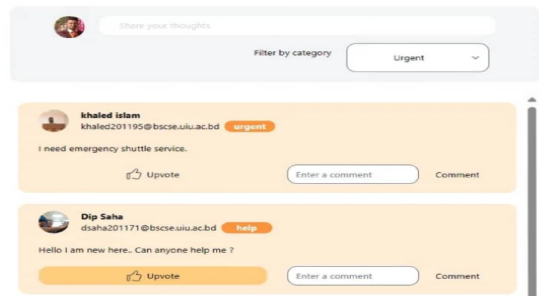 Share your thoughts
Filter by category
Urgent
khaled islam
khaled201195@bscse.uiu.ac.bd urgent
I need emergency shuttle service.
Upvote Enter a comment Comment
Dip Saha
dsaha201171@bscse.uiu.ac.bd help
Hello I am new here.. Can anyone help me ?
Upvote Enter a comment Comment